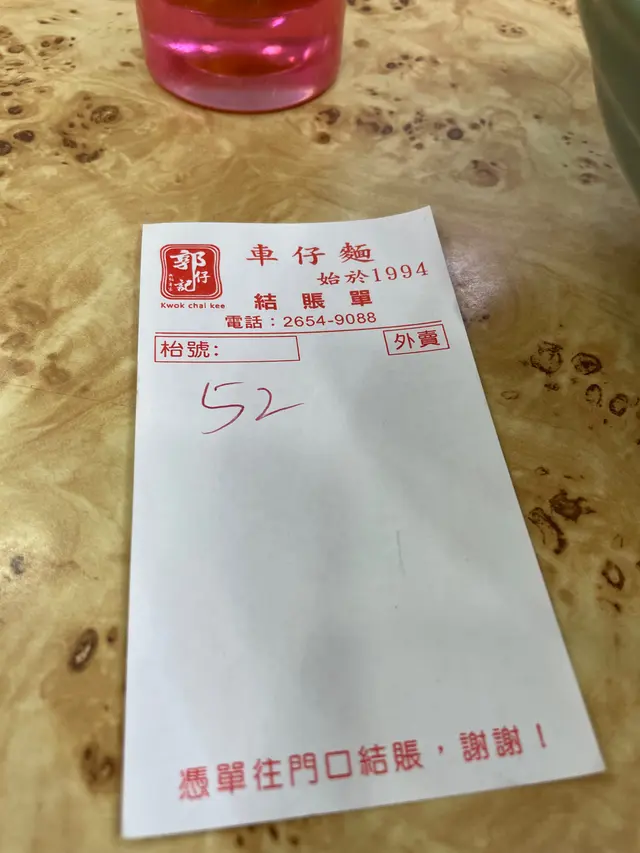 郭仔記
Kwok chai kee
車仔麵
始於1994
結賬單
電話：2654-9088
枱號：
外賣
52
憑單往門口結賬，謝謝！